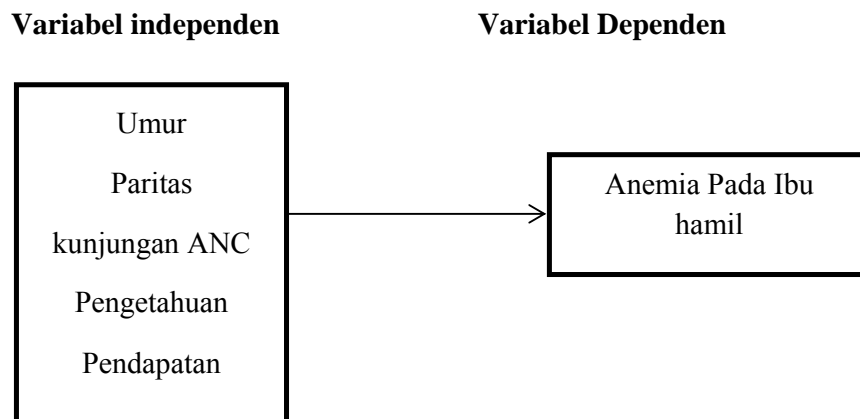 Variabel independen
Variabel Dependen
Umur
Paritas
kunjungan ANC
Pengetahuan
Pendapatan
Anemia Pada Ibu
hamil